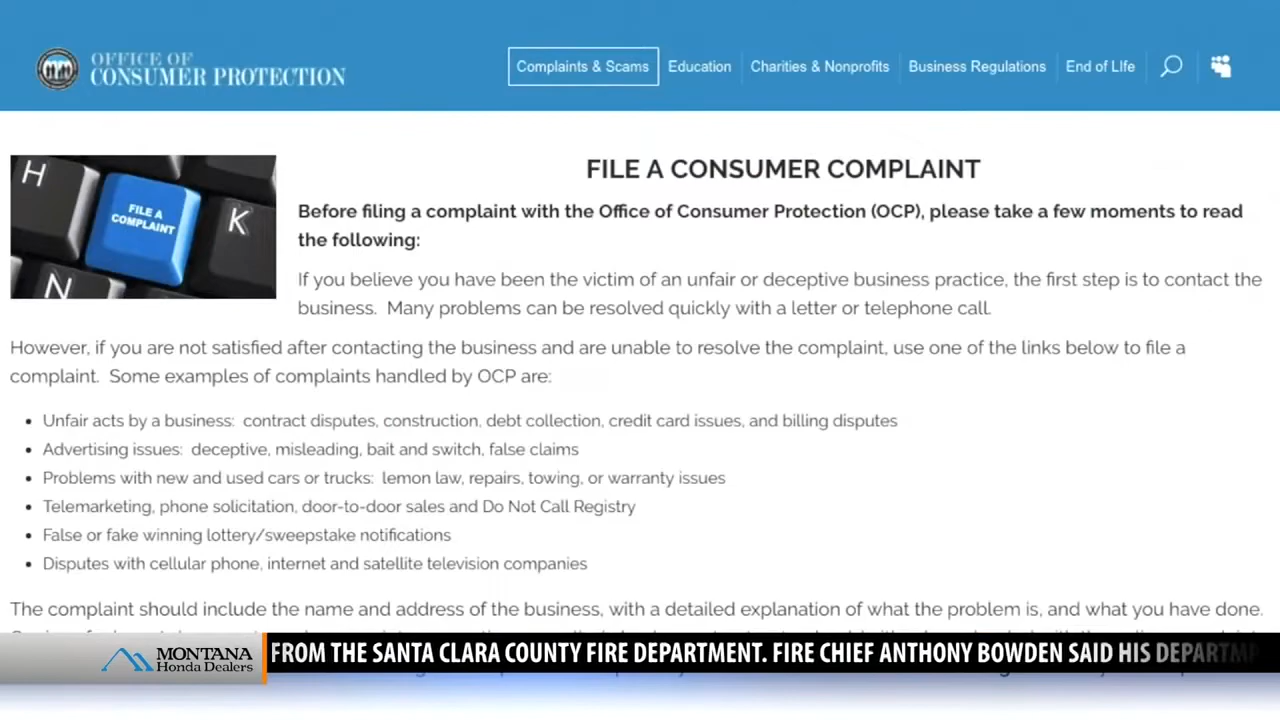 OFFICE OF
CONSUMER PROTECTION
Complaints & Scams
Education
Charities & Nonprofits
Business Regulations
End of LIfe
H
FILE A
COMPLAINT
K
N
FILE A CONSUMER COMPLAINT
Before filing a complaint with the Office of Consumer Protection (OCP), please take a few moments to read
the following:
If you believe you have been the victim of an unfair or deceptive business practice, the first step is to contact the
business. Many problems can be resolved quickly with a letter or telephone call.
However, if you are not satisfied after contacting the business and are unable to resolve the complaint, use one of the links below to file a
complaint. Some examples of complaints handled by OCP are:
• Unfair acts by a business: contract disputes, construction, debt collection, credit card issues, and billing disputes
• Advertising issues: deceptive, misleading, bait and switch, false claims
• Problems with new and used cars or trucks: lemon law, repairs, towing, or warranty issues
• Telemarketing, phone solicitation, door-to-door sales and Do Not Call Registry
• False or fake winning lottery/sweepstake notifications
• Disputes with cellular phone, internet and satellite television companies
The complaint should include the name and address of the business, with a detailed explanation of what the problem is, and what you have done.
MONTANA
Honda Dealers
FROM THE SANTA CLARA COUNTY FIRE DEPARTMENT. FIRE CHIEF ANTHONY BOWDEN SAID HIS DEPARTM